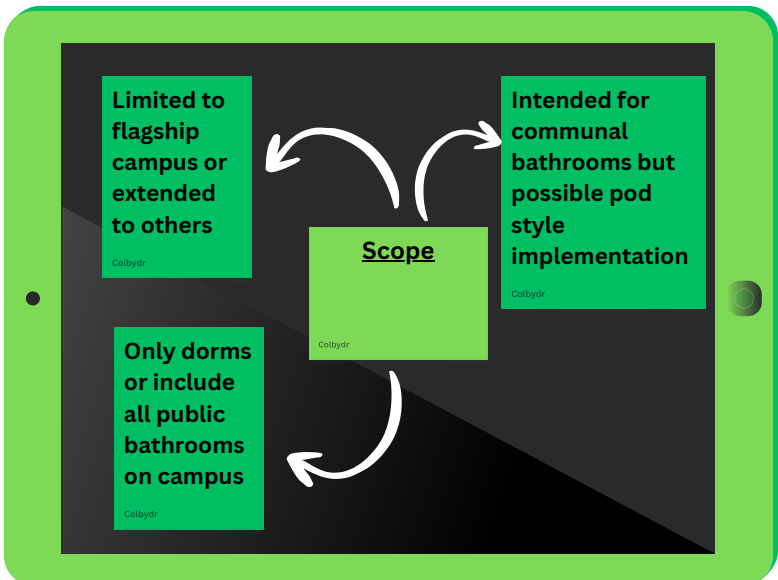 Limited to
flagship
campus or
extended
to others
Colbydr
Intended for
communal
bathrooms but
possible pod
style
implementation
Colbydr
Scope
Colbydr
Only dorms
or include
all public
bathrooms
on campus
Colbydr